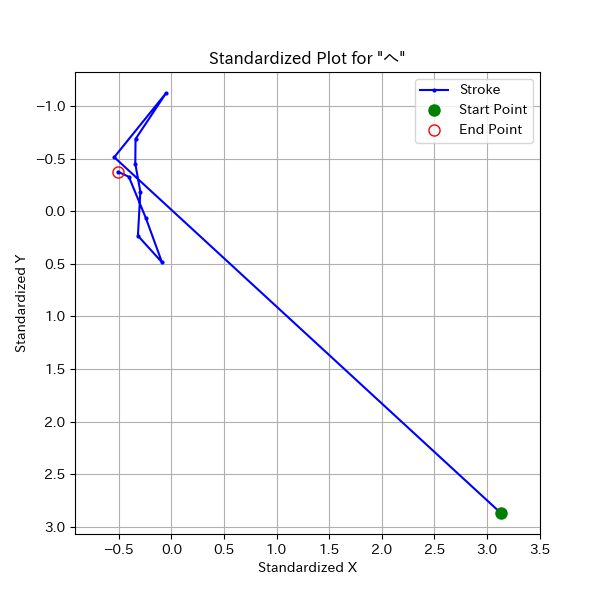 Standardized Plot for "へ"
Stroke
Start Point
End Point
−1.0
−0.5
0.0
0.5
1.0
1.5
2.0
2.5
3.0
Standardized Y
−0.5 0.0 0.5 1.0 1.5 2.0 2.5 3.0 3.5
Standardized X